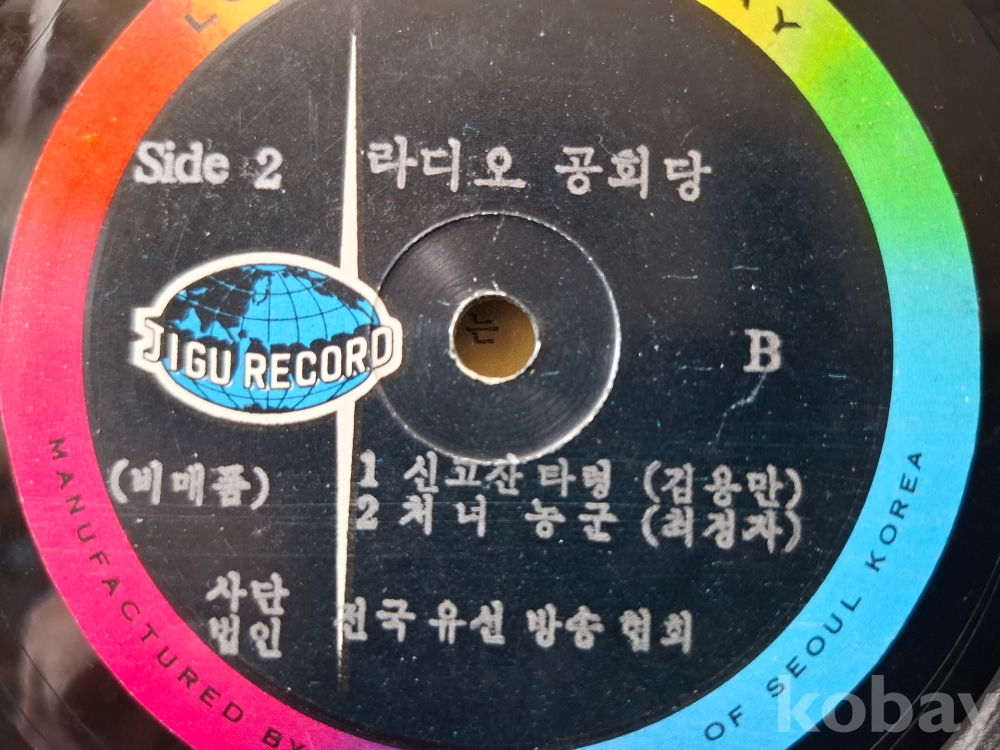 Side 2 라디오 공회당
JIGU RECORD
B
(비매품)
1 신고산 타령 (김용만)
2 처녀 농군 (최정자)
사단
법인 전국 유선 방송 협회
MANUFACTURED BY
OF SEOUL KOREA
kobay